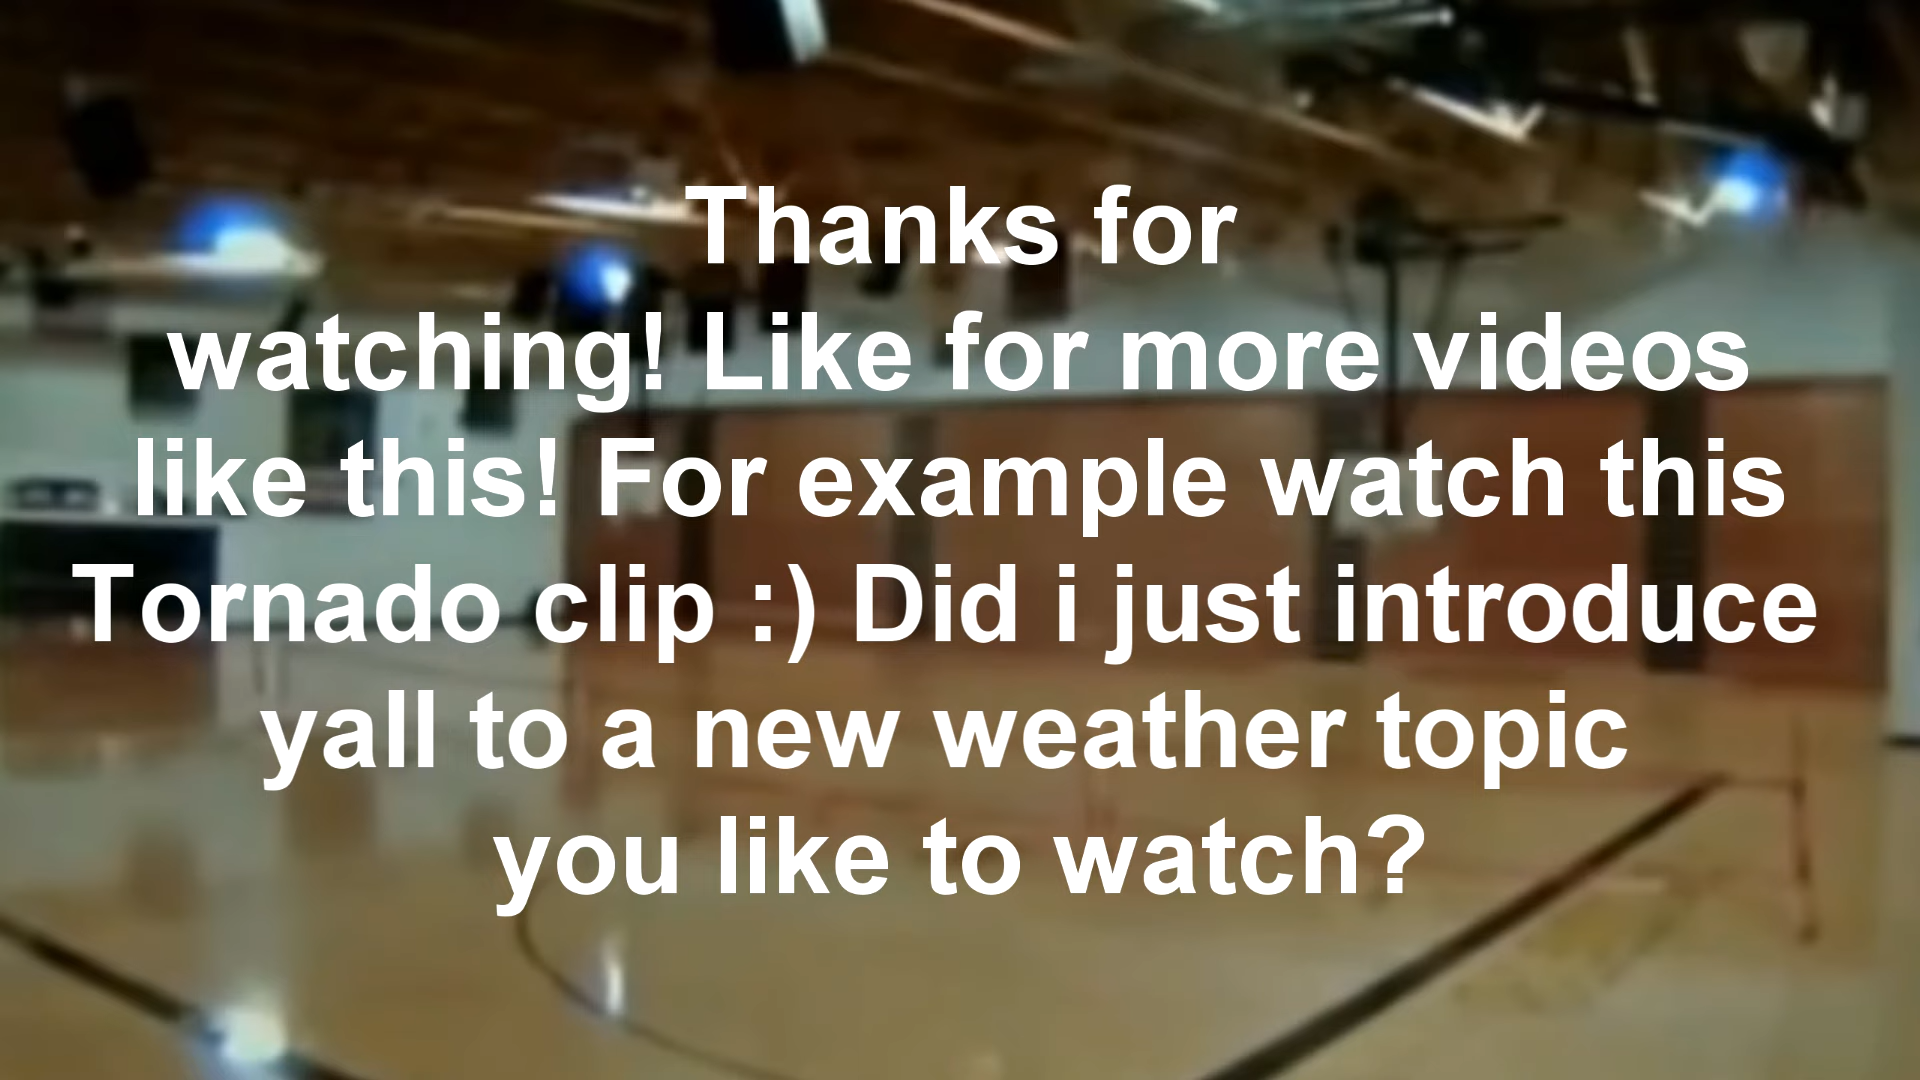 Thanks for
watching! Like for more videos
like this! For example watch this
Tornado clip :) Did i just introduce
yall to a new weather topic
you like to watch?